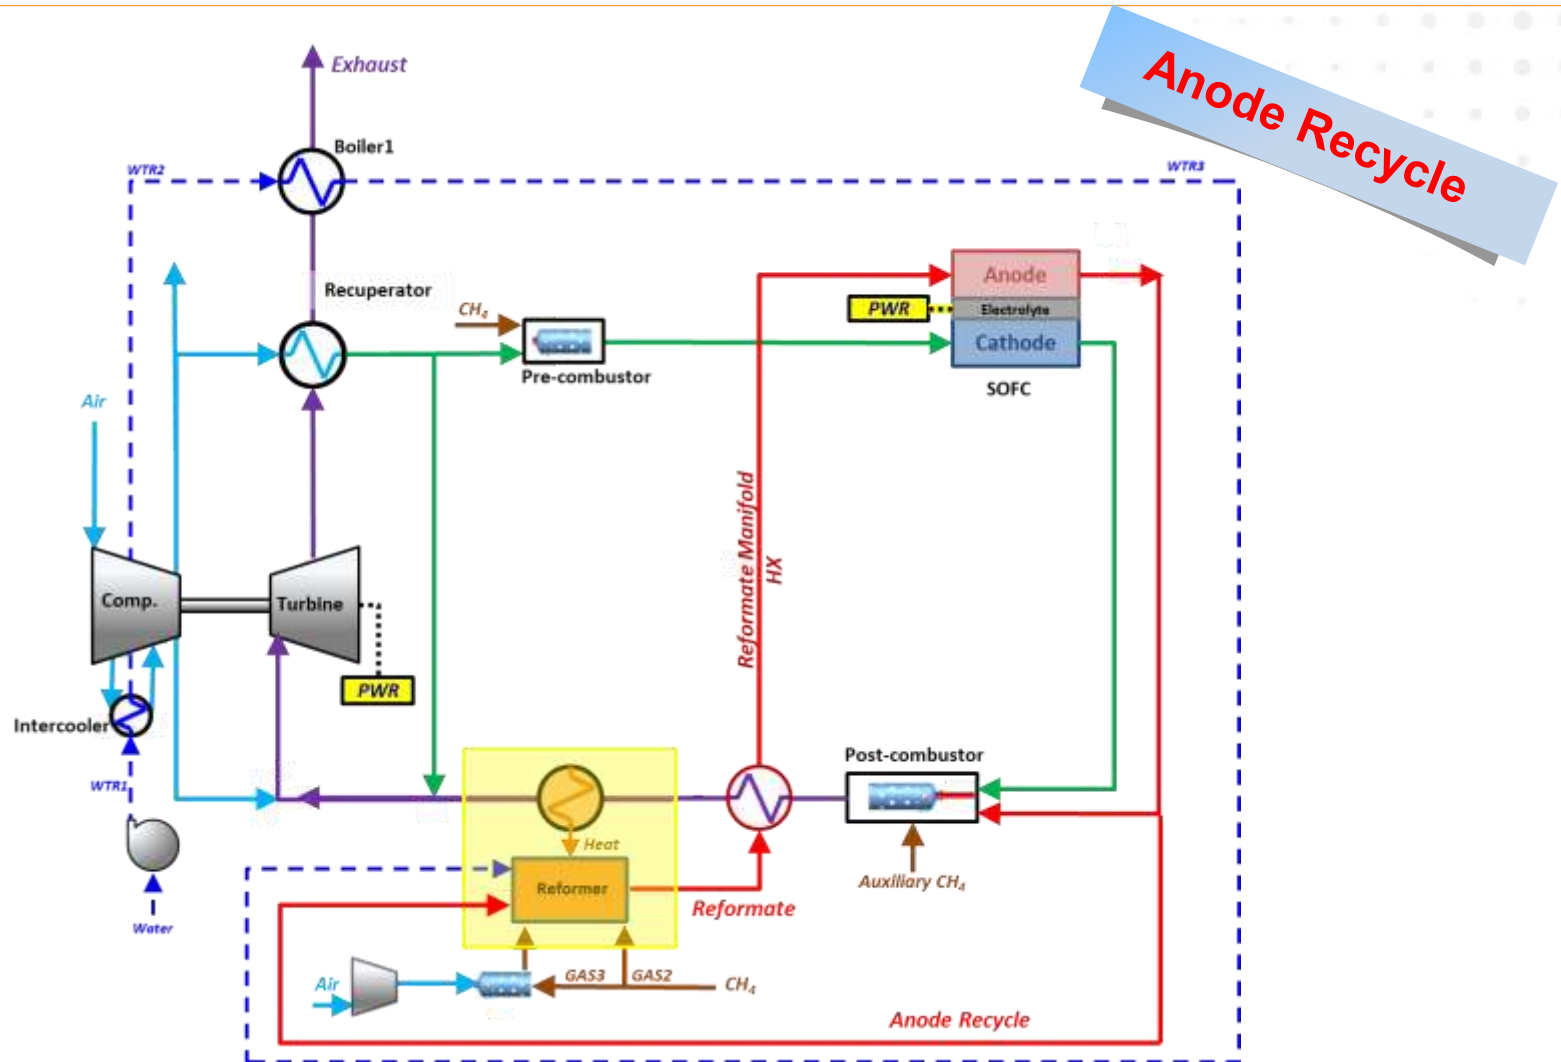 Anode Recycle
Exhaust
Boiler1
WTR2
WTR3
Recuperator
CH₄
Pre-combustor
PWR
Anode
Electrolyte
Cathode
SOFC
Air
Comp.
Turbine
PWR
Intercooler
WTR1
Water
Reformate Manifold
HX
Post-combustor
Auxiliary CH₄
Heat
Reformer
Reformate
Air
GAS3
GAS2
CH₄
Anode Recycle